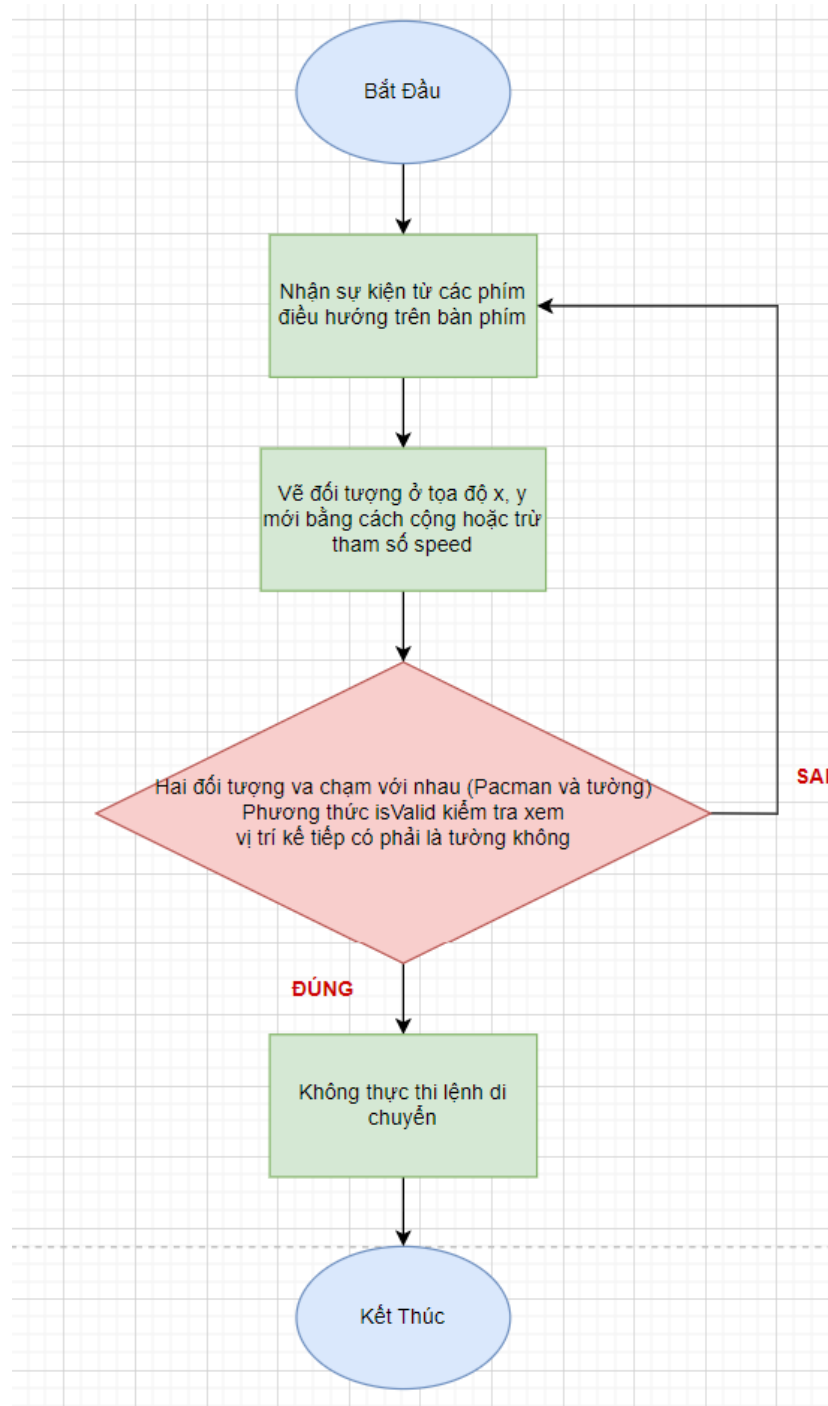 Bắt Đầu
Nhận sự kiện từ các phím
điều hướng trên bàn phím
Vẽ đối tượng ở tọa độ x, y
mới bằng cách cộng hoặc trừ
tham số speed
Hai đối tượng va chạm với nhau (Pacman và tường)
Phương thức isValid kiểm tra xem
vị trí kế tiếp có phải là tường không
SAI
ĐÚNG
Không thực thi lệnh di
chuyển
Kết Thúc